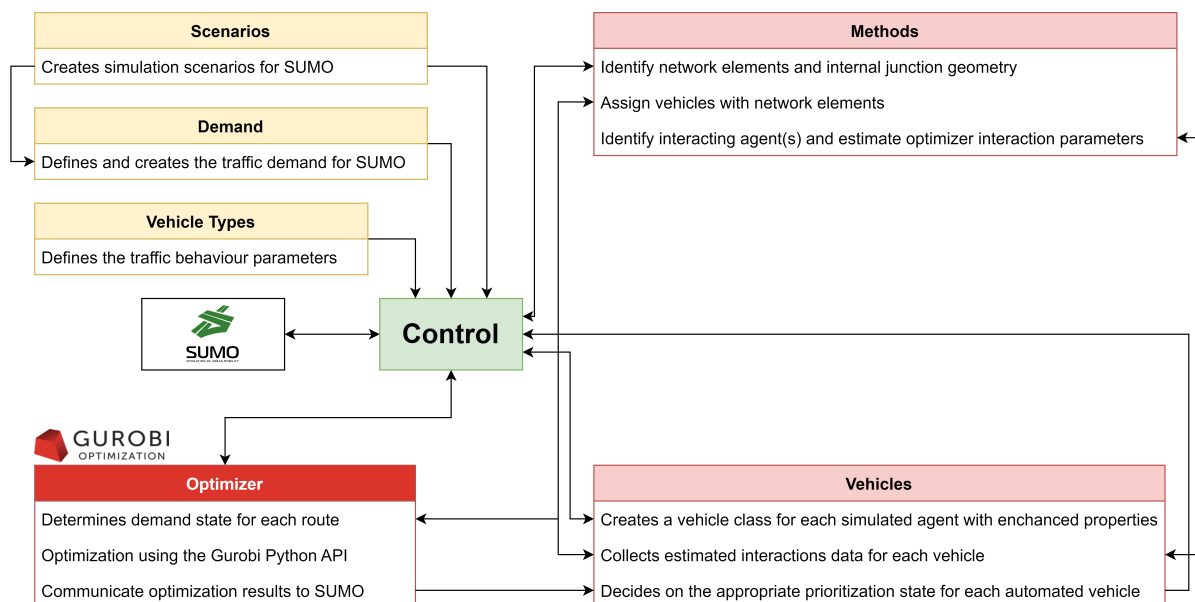 Scenarios
Creates simulation scenarios for SUMO
Demand
Defines and creates the traffic demand for SUMO
Vehicle Types
Defines the traffic behaviour parameters
Methods
Identify network elements and internal junction geometry
Assign vehicles with network elements
Identify interacting agent(s) and estimate optimizer interaction parameters
SUMO
SIMULATION OF URBAN MOBILITY
Control
GUROBI
OPTIMIZATION
Optimizer
Determines demand state for each route
Optimization using the Gurobi Python API
Communicate optimization results to SUMO
Vehicles
Creates a vehicle class for each simulated agent with enchanced properties
Collects estimated interactions data for each vehicle
Decides on the appropriate prioritization state for each automated vehicle